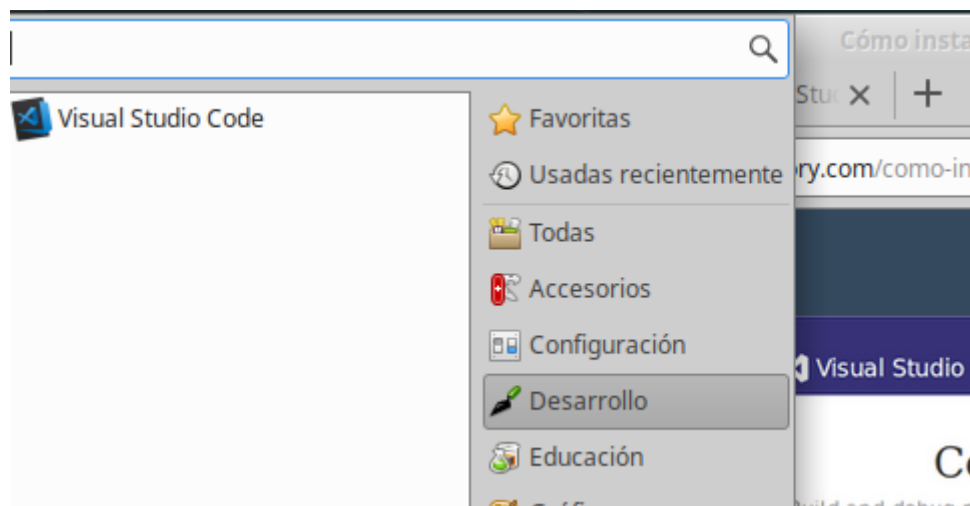 Visual Studio Code
Favoritas
Usadas recientemente
Todas
Accesorios
Configuración
Desarrollo
Educación
Cómo insta
Stu
ry.com/como-in
Visual Studio